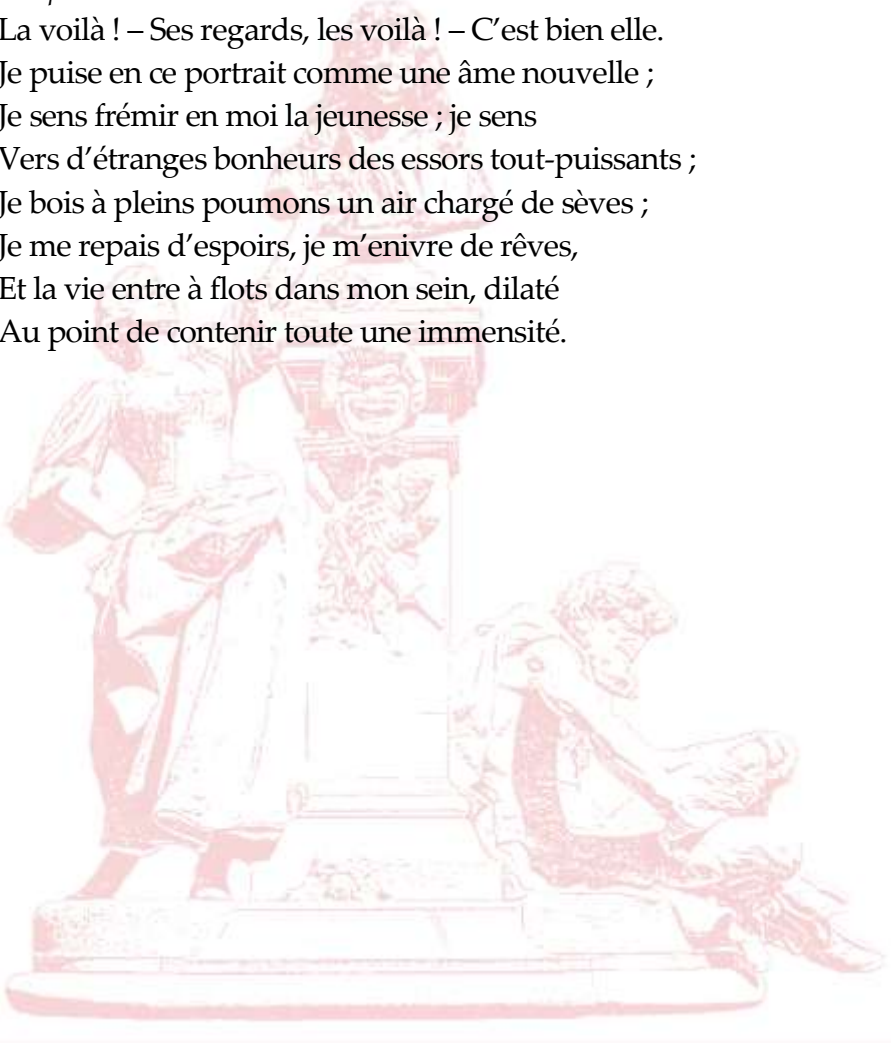 La voilà ! – Ses regards, les voilà ! – C’est bien elle.
Je puise en ce portrait comme une âme nouvelle ;
Je sens frémir en moi la jeunesse ; je sens
Vers d’étranges bonheurs des essors tout-puissants ;
Je bois à pleins poumons un air chargé de sèves ;
Je me repais d’espoirs, je m’enivre de rêves,
Et la vie entre à flots dans mon sein, dilaté
Au point de contenir toute une immensité.